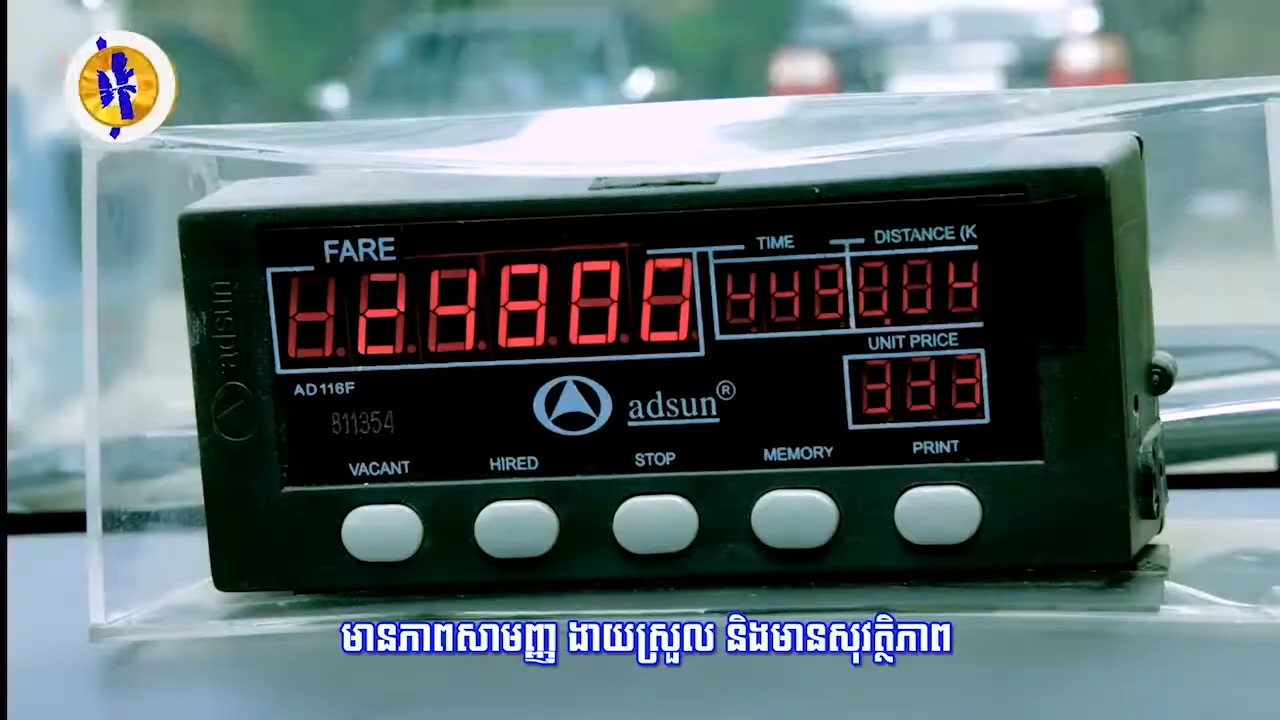 FARE
TIME
DISTANCE (K
UNIT PRICE
AD116F
811354
adsun®
adsun
VACANT
HIRED
STOP
MEMORY
PRINT
មានភាពសាមញ្ញ ងាយស្រួល និងមានសុវត្ថិភាព